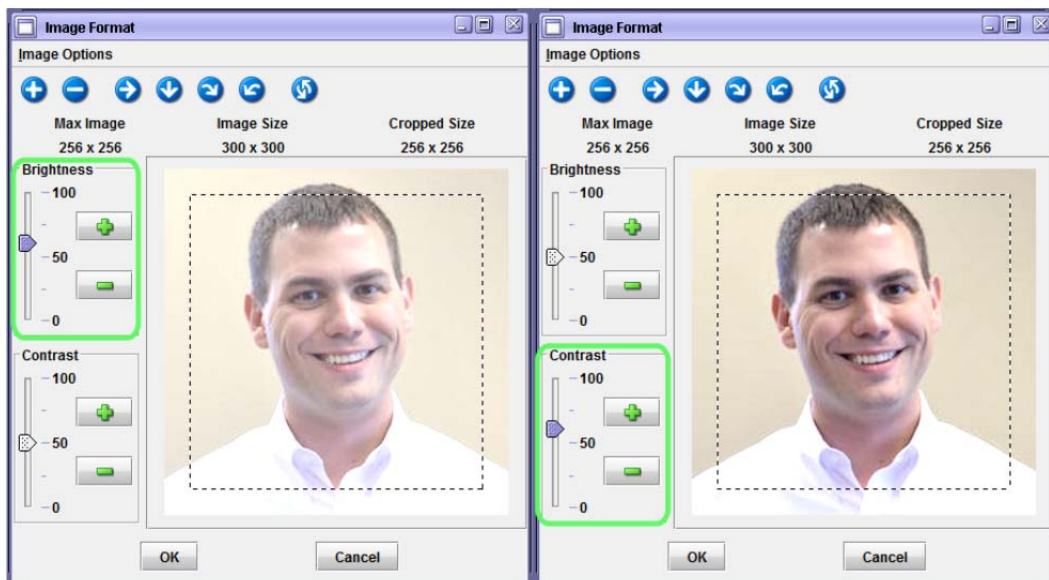 Image Format
Image Options
Max Image Image Size Cropped Size
256 x 256 300 x 300 256 x 256
Brightness
100
50
0
Contrast
100
50
0
OK Cancel
Image Format
Image Options
Max Image Image Size Cropped Size
256 x 256 300 x 300 256 x 256
Brightness
100
50
0
Contrast
100
50
0
OK Cancel